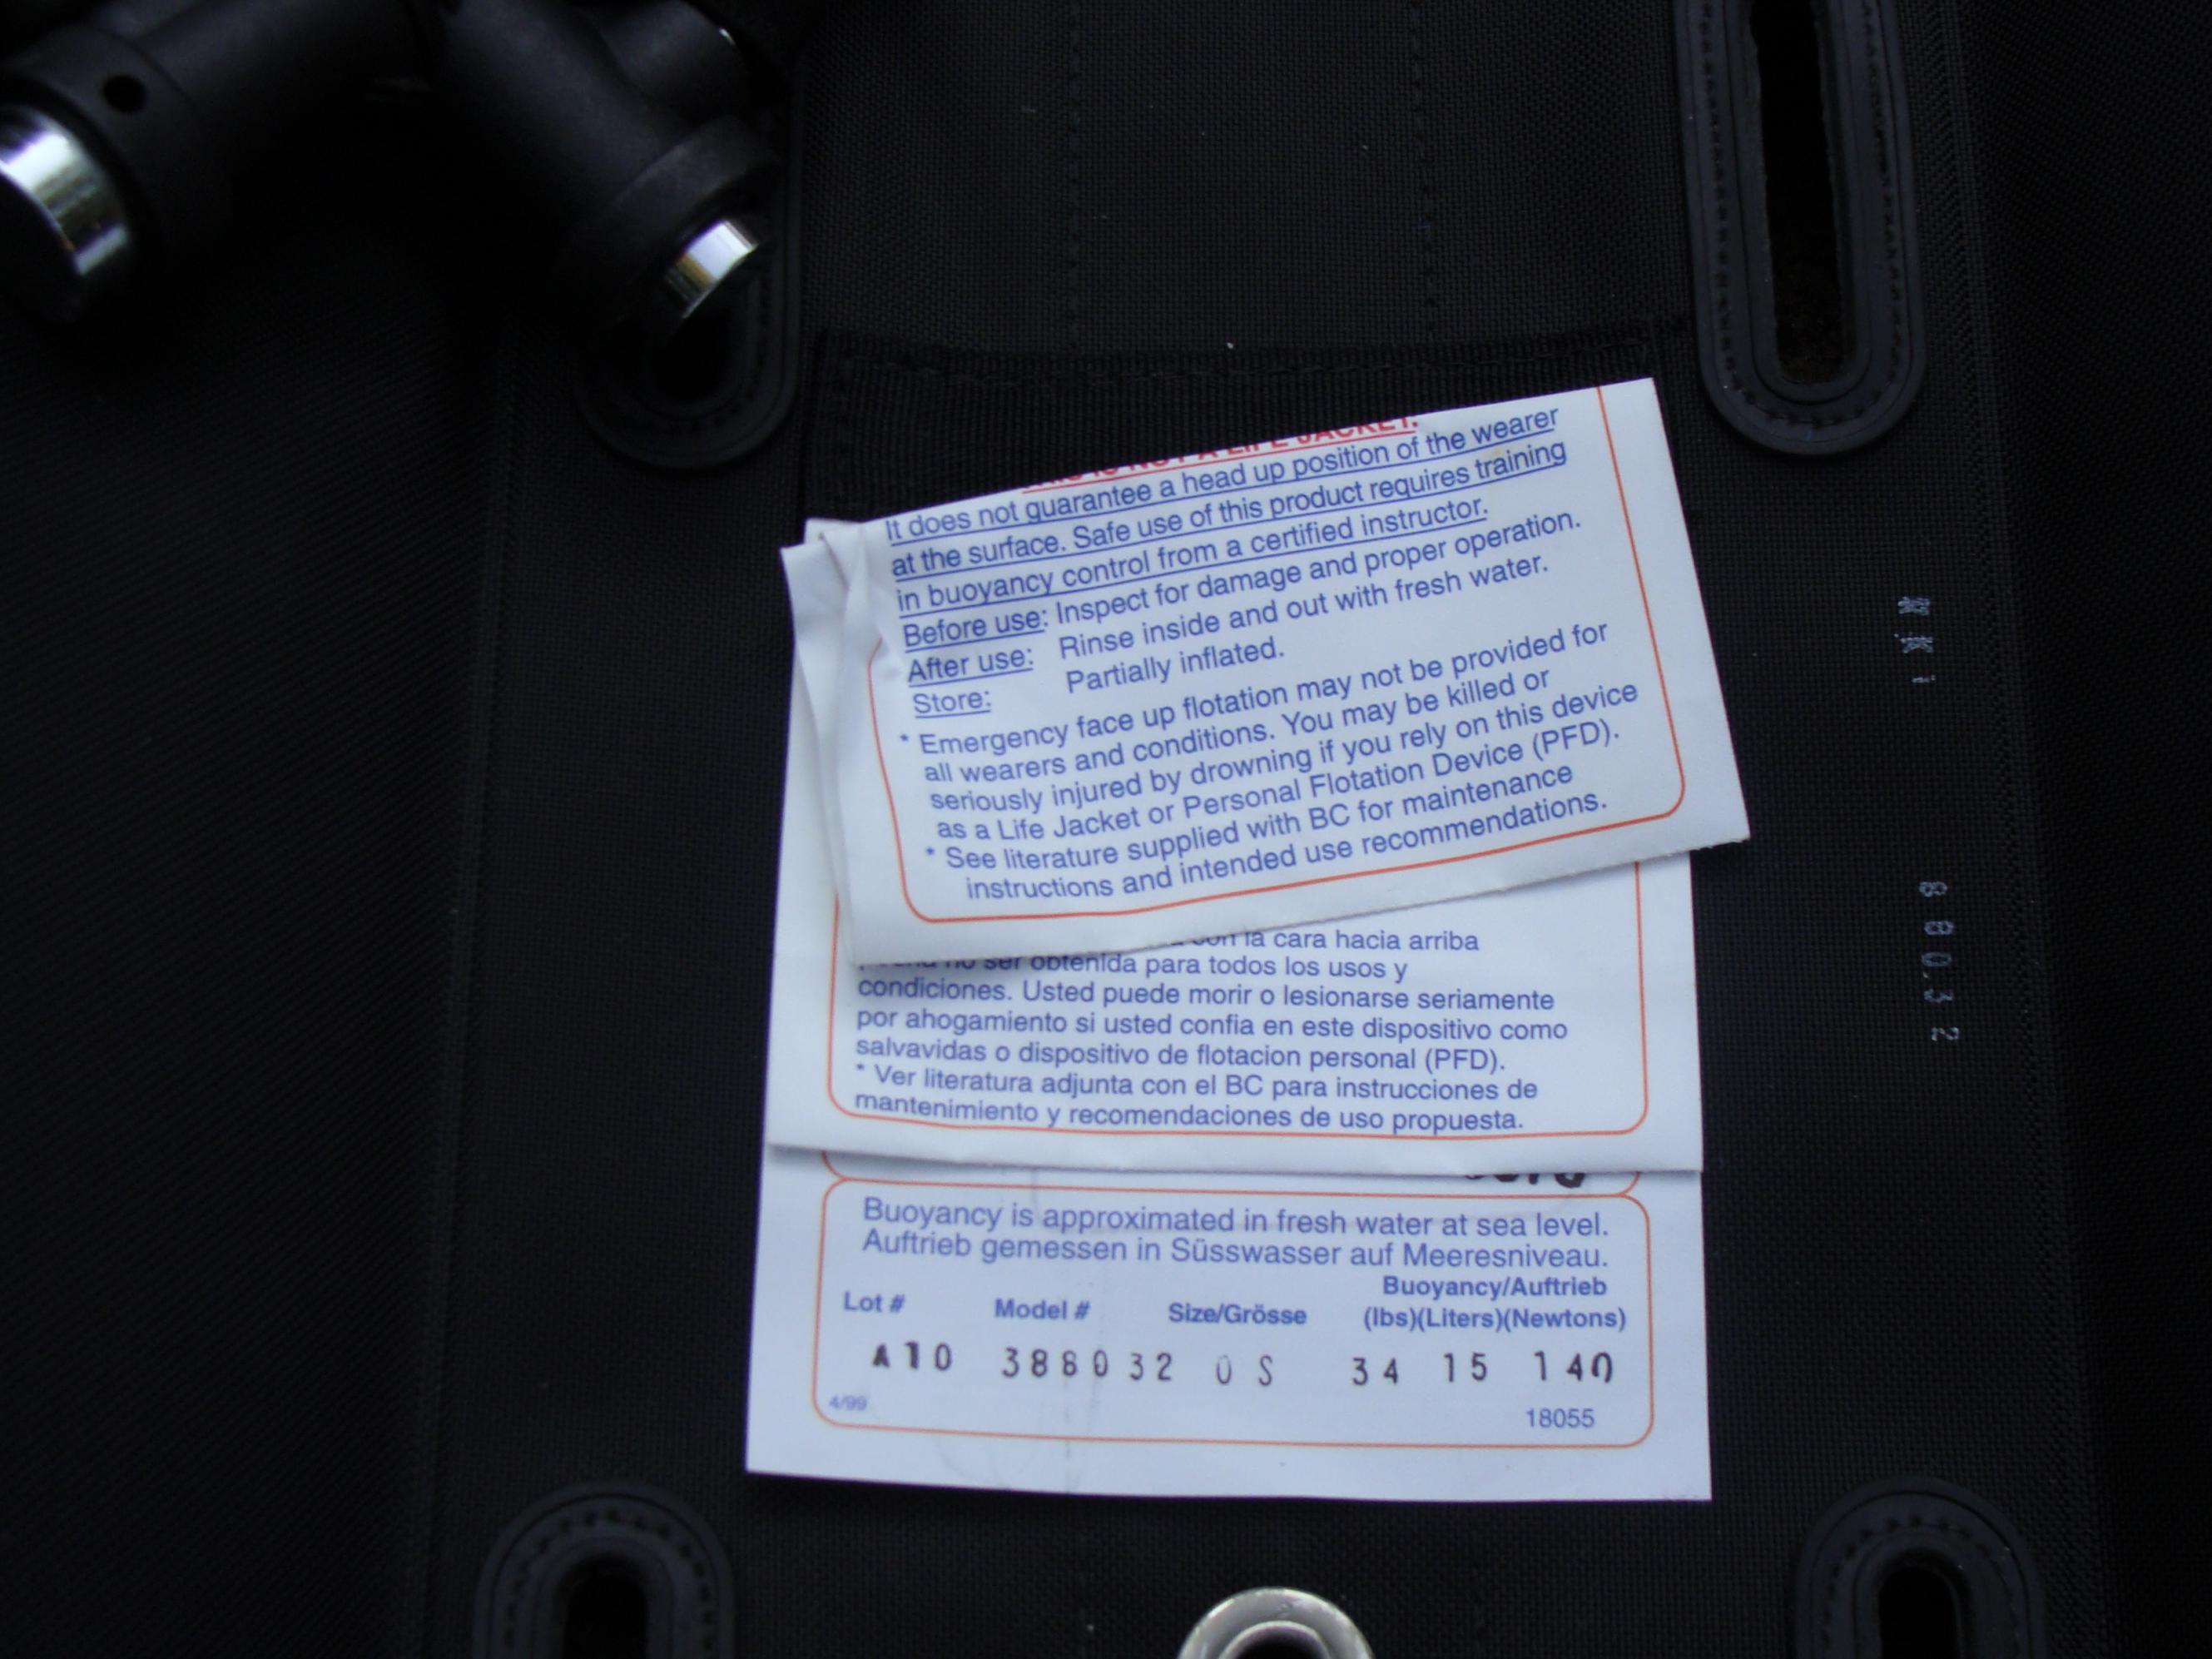 THIS IS NOT A LIFE JACKET.
It does not guarantee a head up position of the wearer
at the surface. Safe use of this product requires training
in buoyancy control from a certified instructor.
Before use: Inspect for damage and proper operation.
After use: Rinse inside and out with fresh water.
Store: Partially inflated.
* Emergency face up flotation may not be provided for
all wearers and conditions. You may be killed or
seriously injured by drowning if you rely on this device
as a Life Jacket or Personal Flotation Device (PFD).
* See literature supplied with BC for maintenance
instructions and intended use recommendations.
con la cara hacia arriba
no ser obtenida para todos los usos y
condiciones. Usted puede morir o lesionarse seriamente
por ahogamiento si usted confia en este dispositivo como
salvavidas o dispositivo de flotacion personal (PFD).
* Ver literatura adjunta con el BC para instrucciones de
mantenimiento y recomendaciones de uso propuesta.
Buoyancy is approximated in fresh water at sea level.
Auftrieb gemessen in Süsswasser auf Meeresniveau.
Buoyancy/Auftrieb
Lot # Model # Size/Grösse (lbs)(Liters)(Newtons)
A10 388032 OS 34 15 140
4/99 18055
88032